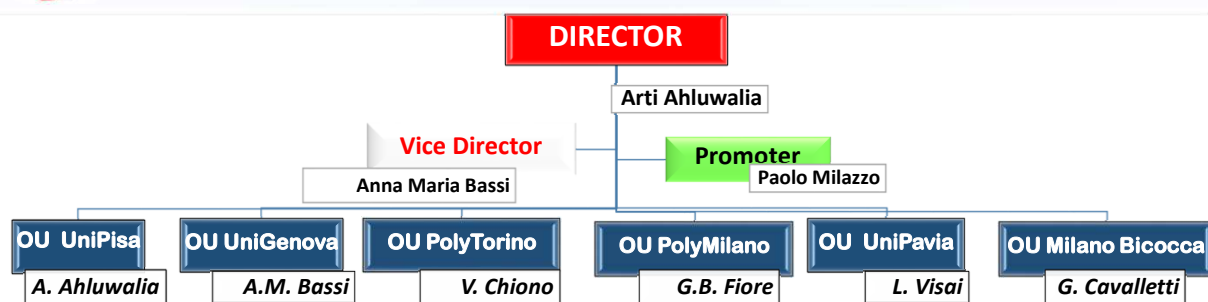 DIRECTOR
Arti Ahluwalia
Vice Director
Promoter
Anna Maria Bassi
Paolo Milazzo
OU UniPisa
OU UniGenova
OU PolyTorino
OU PolyMilano
OU UniPavia
OU Milano Bicocca
A. Ahluwalia
A.M. Bassi
V. Chiono
G.B. Fiore
L. Visai
G. Cavalletti